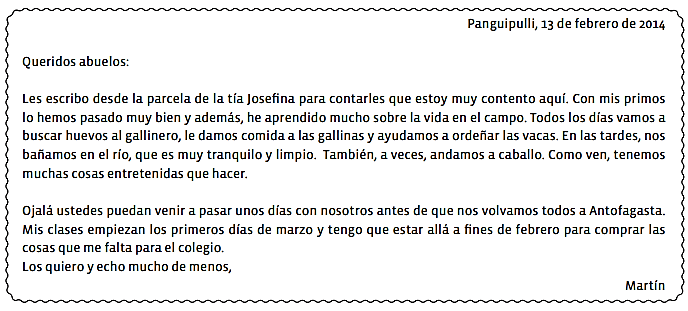 Panguipulli, 13 de febrero de 2014
Queridos abuelos:
Les escribo desde la parcela de la tía Josefina para contarles que estoy muy contento aquí. Con mis primos
lo hemos pasado muy bien y además, he aprendido mucho sobre la vida en el campo. Todos los días vamos a
buscar huevos al gallinero, le damos comida a las gallinas y ayudamos a ordeñar las vacas. En las tardes, nos
bañamos en el río, que es muy tranquilo y limpio. También, a veces, andamos a caballo. Como ven, tenemos
muchas cosas entretenidas que hacer.
Ojalá ustedes puedan venir a pasar unos días con nosotros antes de que nos volvamos todos a Antofagasta.
Mis clases empiezan los primeros días de marzo y tengo que estar allá a fines de febrero para comprar las
cosas que me falta para el colegio.
Los quiero y echo mucho de menos,
Martín